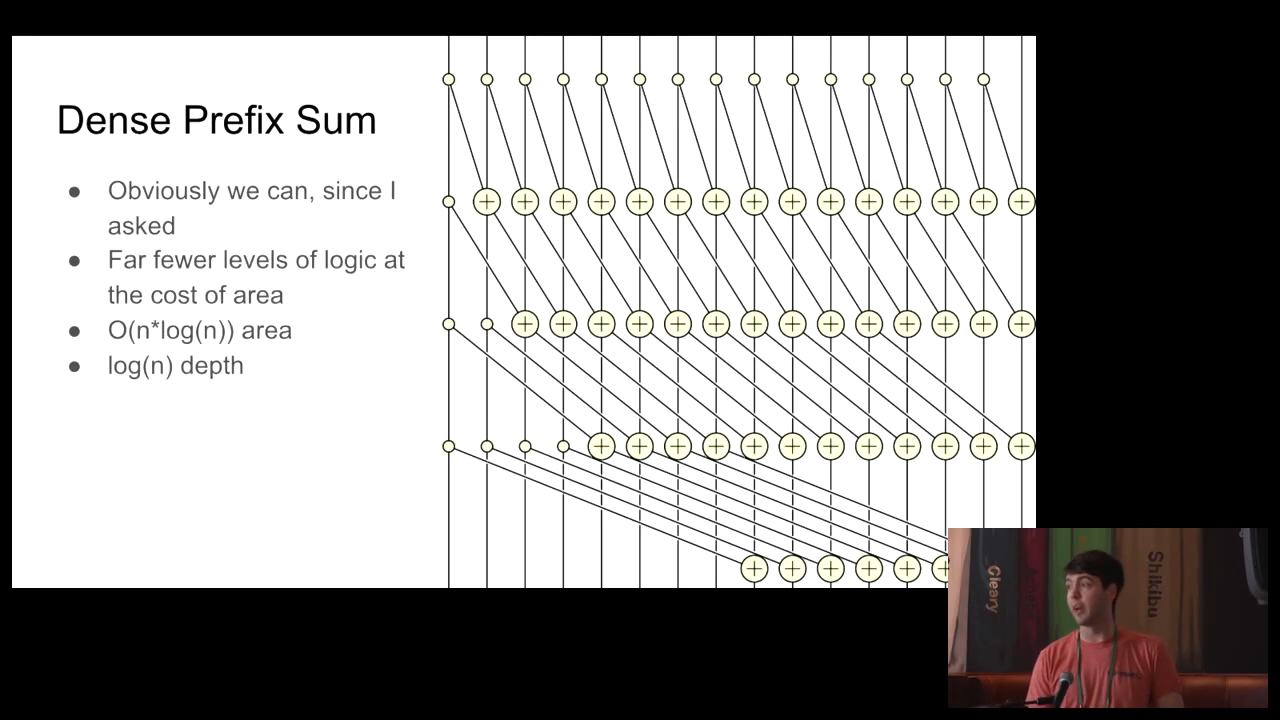 Dense Prefix Sum
● Obviously we can, since I
asked
● Far fewer levels of logic at
the cost of area
● O(n*log(n)) area
● log(n) depth
Cleary
Shikibu